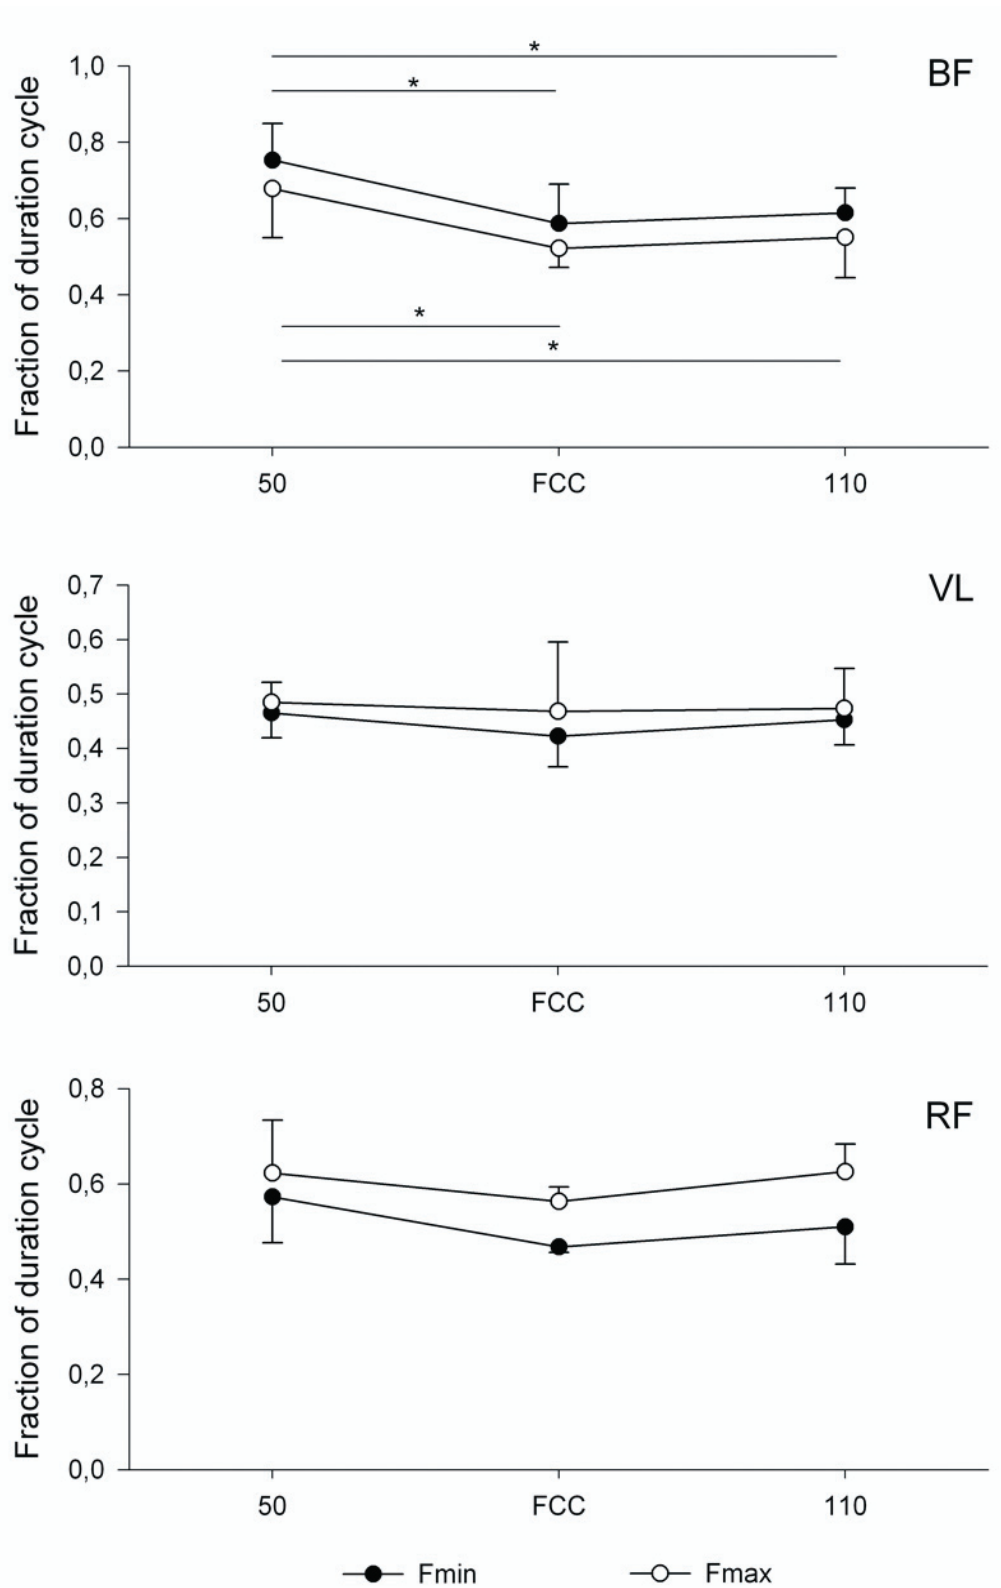 *
BF
*
Fraction of duration cycle
1,0
0,8
0,6
0,4
0,2
0,0
*
*
50 FCC 110
VL
Fraction of duration cycle
0,7
0,6
0,5
0,4
0,3
0,2
0,1
0,0
50 FCC 110
RF
Fraction of duration cycle
0,8
0,6
0,4
0,2
0,0
50 FCC 110
Fmin Fmax